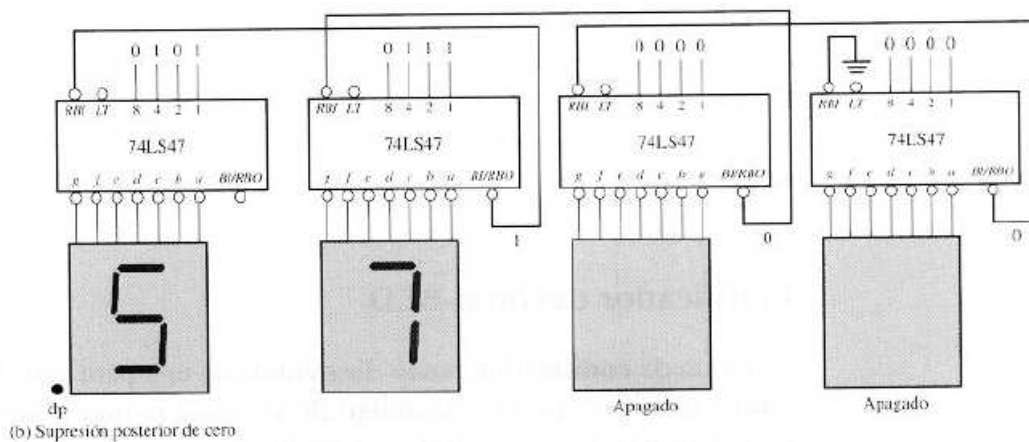 0 1 0 1
0 1 1 1
0 0 0 0
0 0 0 0
RBI LT 8 4 2 1
RBI LT 8 4 2 1
RBI LT 8 4 2 1
RBI LT 8 4 2 1
74LS47
74LS47
74LS47
74LS47
g f e d c b a BI/RBO
g f e d c b a BI/RBO
g f e d c b a BI/RBO
g f e d c b a BI/RBO
1
0
0
5
7
dp
Apagado
Apagado
(b) Supresión posterior de cero